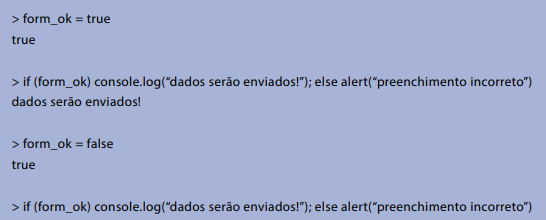 > form_ok = true
true
> if (form_ok) console.log(“dados serão enviados!”); else alert(“preenchimento incorreto”)
dados serão enviados!
> form_ok = false
true
> if (form_ok) console.log(“dados serão enviados!”); else alert(“preenchimento incorreto”)